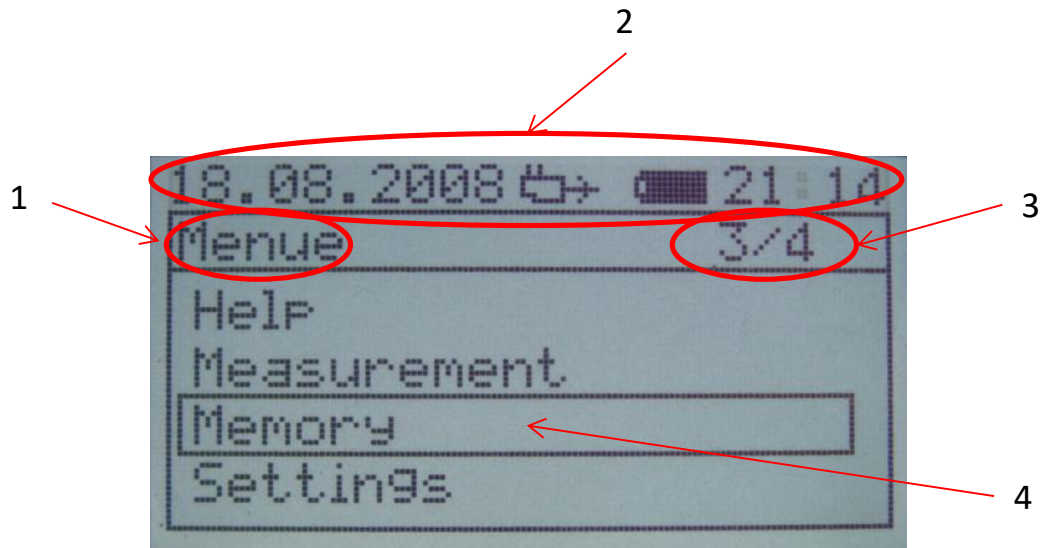 2
18.08.2008 21:14
1
3
Menue 3/4
Help
Measurement
Memory
Settings
4